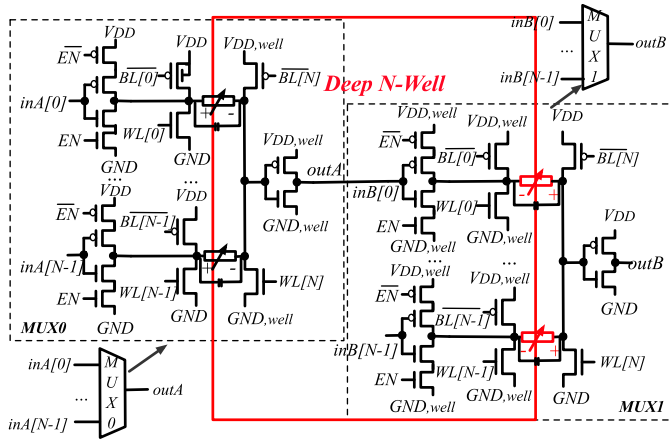 V̅DD
EN̅
inA[0]
EN
GND
...
VDD
BL[0]̅
WL[0]
GND
...
VDD,well
BL[N]̅
Deep N-Well
VDD,well
outA
GND,well
VDD
EN̅
inA[N-1]
EN
GND
VDD
BL[N-1]̅
WL[N-1]
GND
+ -
+ -
WL[N]
GND,well
MUX0
inA[0]
...
inA[N-1]
M
U
X
0
outA
inB[0]
...
inB[N-1]
M
U
X
1
outB
VDD,well
EN̅
inB[0]
EN
GND,well
...
VDD,well
BL[0]̅
WL[0]
GND,well
...
VDD
BL[N]̅
- +
VDD
outB
GND
VDD,well
EN̅
inB[N-1]
EN
GND,well
VDD,well
BL[N-1]̅
WL[N-1]
GND,well
- +
WL[N]
GND
MUX1